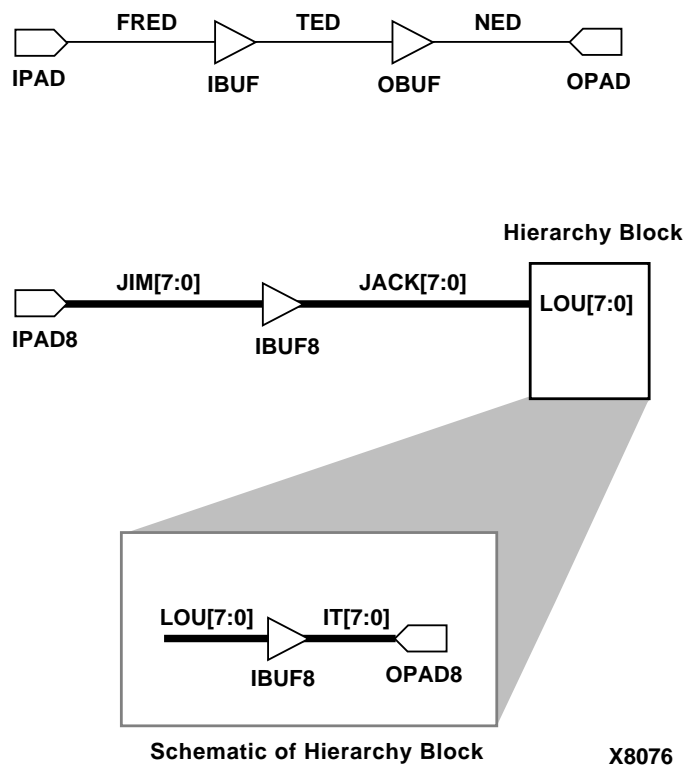 FRED TED NED
IPAD IBUF OBUF OPAD
Hierarchy Block
JIM[7:0] JACK[7:0] LOU[7:0]
IPAD8 IBUF8
LOU[7:0] IT[7:0]
IBUF8 OPAD8
Schematic of Hierarchy Block X8076